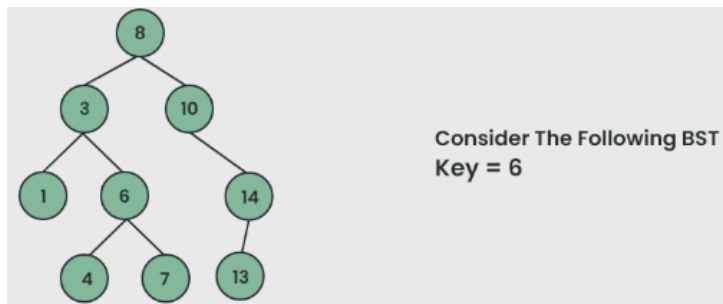 8
3 10
1 6 14
4 7 13
Consider The Following BST
Key = 6